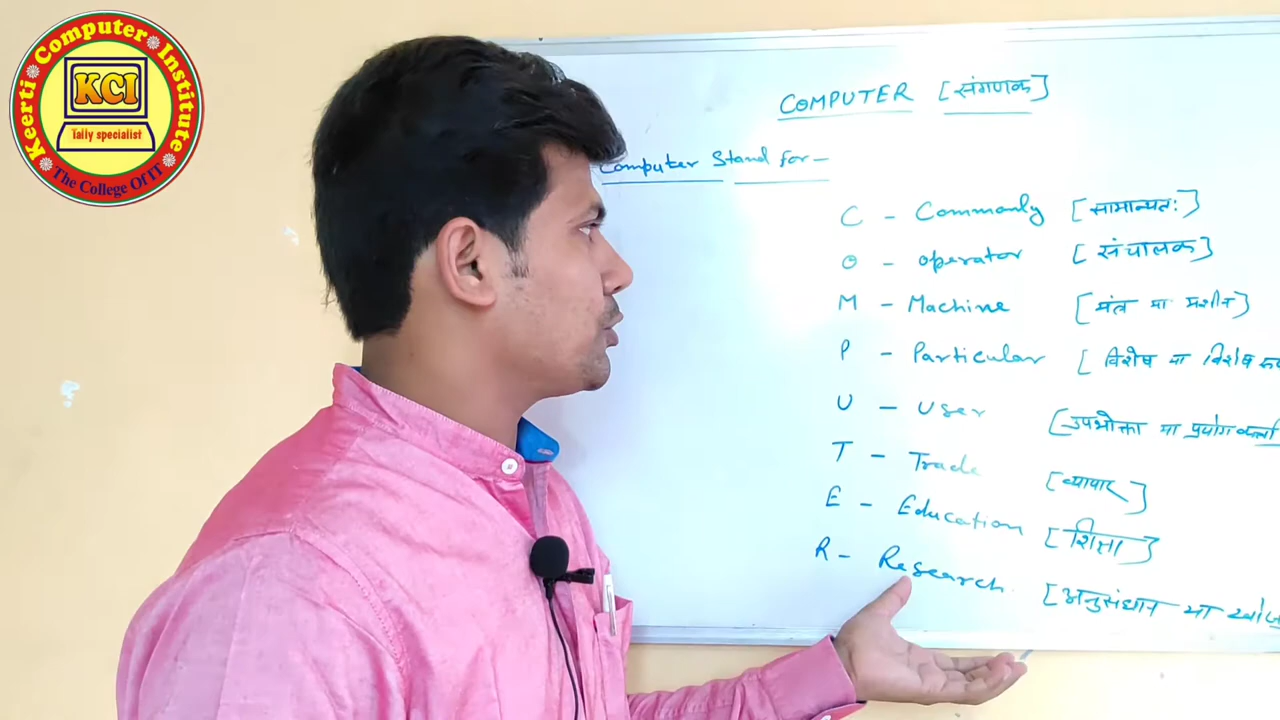 Keerti Computer Institute
KCI
Tally specialist
The College Of IT
COMPUTER [संगणक]
Computer Stand for -
C - Commonly [सामान्यतः]
O - operator [संचालक]
M - Machine [यंत्र या मशीन]
P - Particular [विशेष या विशेष रूप
U - User [उपभोक्ता या प्रयोगकर्ता
T - Trade [व्यापार]
E - Education [शिक्षा]
R - Research [अनुसंधान या खोज